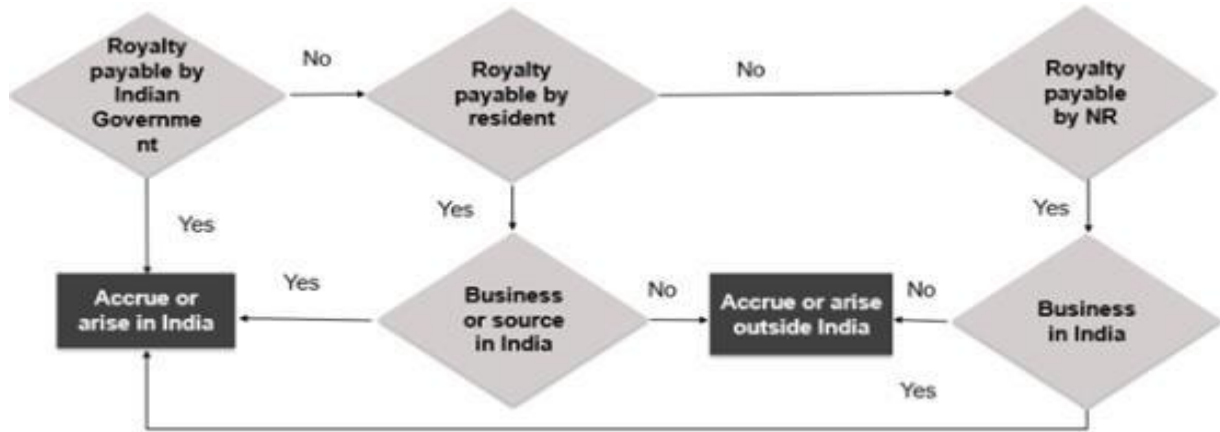 Royalty
payable by
Indian
Governme
nt
No
Royalty
payable by
resident
No
Royalty
payable
by NR
Yes
Yes
Yes
Accrue or
arise in India
Yes
Business
or source
in India
No
Accrue or arise
outside India
No
Business
in India
Yes